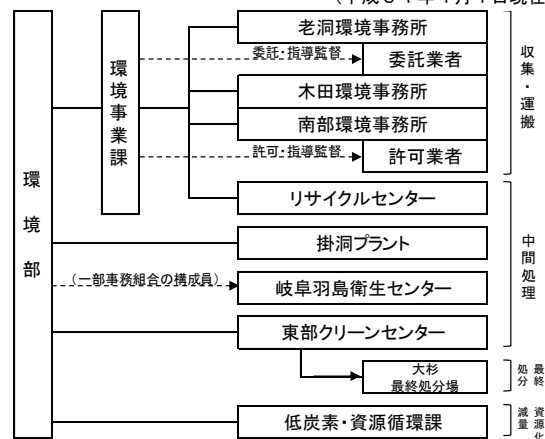 老洞環境事務所
委託・指導監督
委託業者
木田環境事務所
南部環境事務所
許可・指導監督
許可業者
環境事業課
収集・運搬
環境部
リサイクルセンター
掛洞プラント
（一部事務組合の構成員）
岐阜羽島衛生センター
東部クリーンセンター
中間処理
大杉
最終処分場
最終
処分
低炭素・資源循環課
資源化
減量